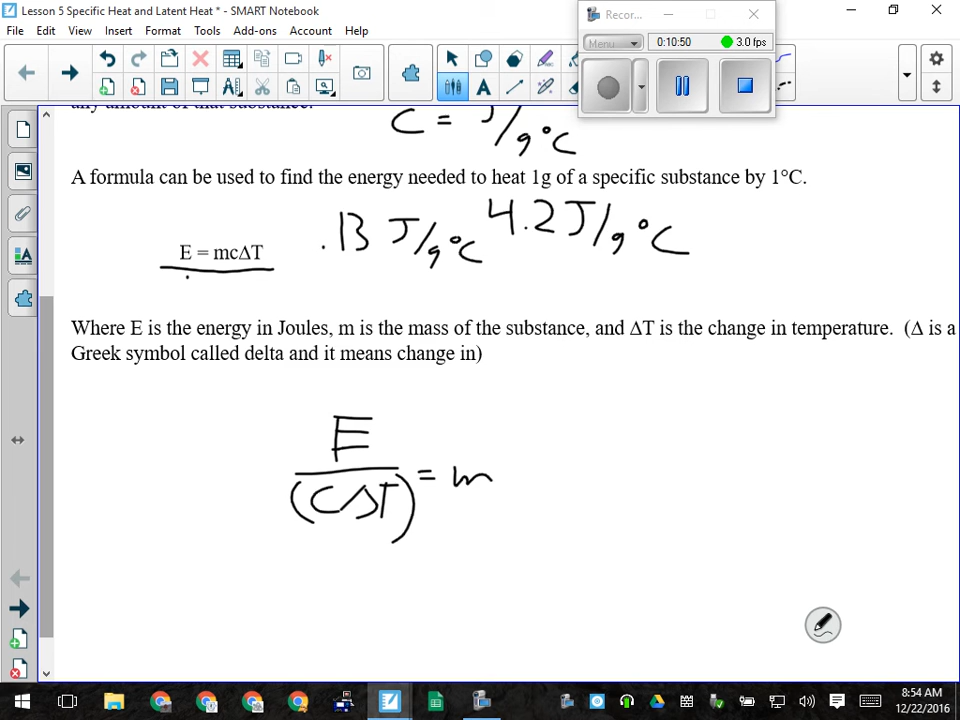 Lesson 5 Specific Heat and Latent Heat * - SMART Notebook
Recor...
File Edit View Insert Format Tools Add-ons Account Help
Menu 0:10:50 3.0 fps
C = J/g°C
A formula can be used to find the energy needed to heat 1g of a specific substance by 1°C.
.13 J/g°C 4.2 J/g°C
E = mcΔT
Where E is the energy in Joules, m is the mass of the substance, and ΔT is the change in temperature. (Δ is a
Greek symbol called delta and it means change in)
E
(CΔT) = m
8:54 AM
12/22/2016